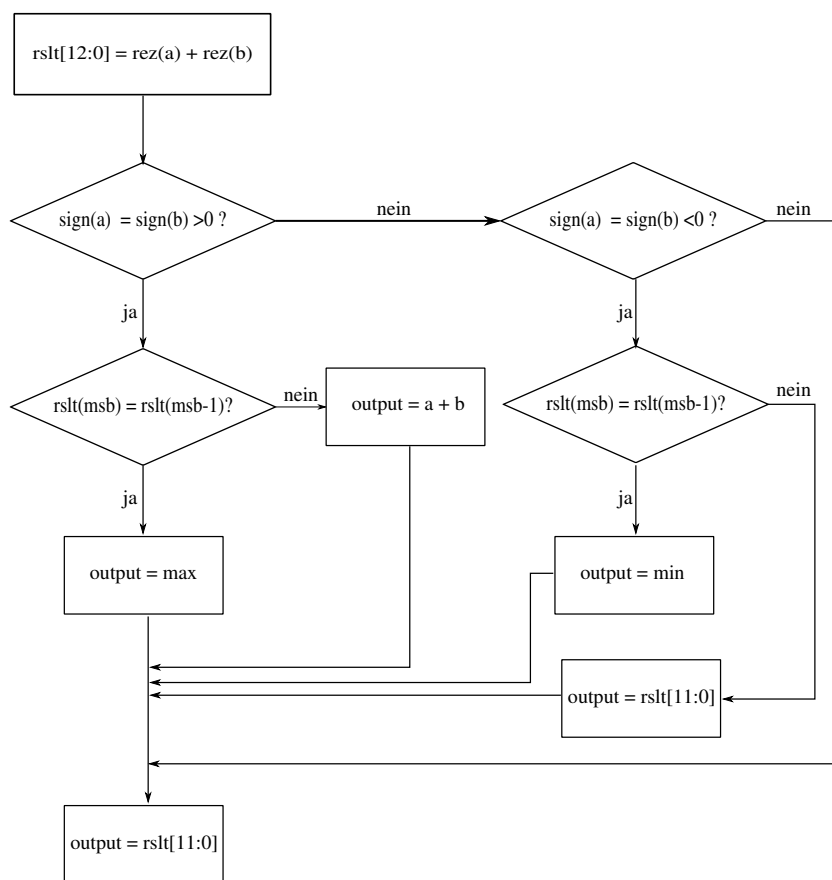 rslt[12:0] = rez(a) + rez(b)
sign(a) = sign(b) >0 ?
nein
sign(a) = sign(b) <0 ?
nein
ja
ja
rslt(msb) = rslt(msb-1)?
nein
output = a + b
rslt(msb) = rslt(msb-1)?
nein
ja
ja
output = max
output = min
output = rslt[11:0]
output = rslt[11:0]